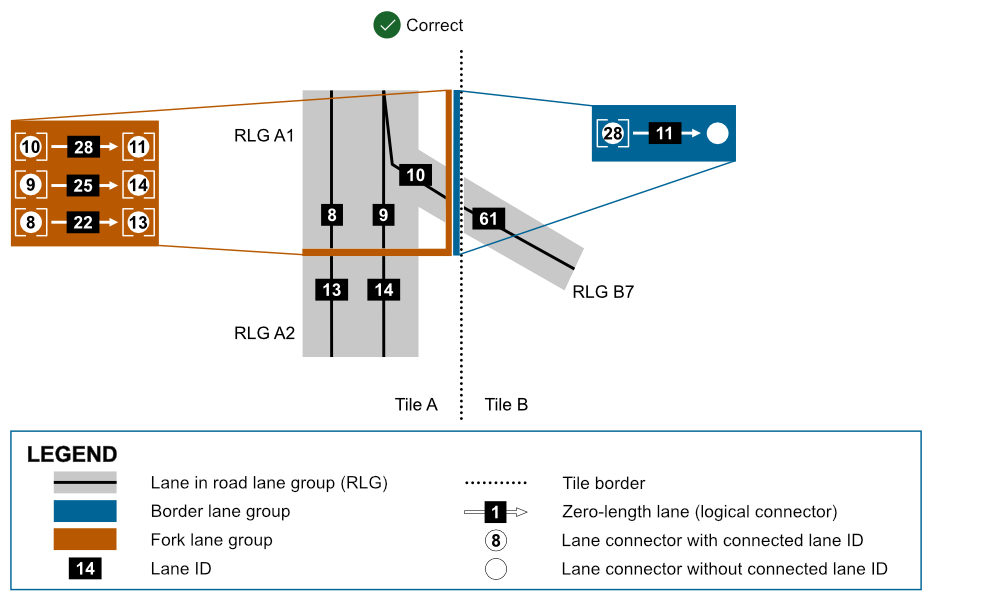 Correct
RLG A1
10 28 11
9 25 14
8 22 13
28 11
10
8 9
61
13 14
RLG B7
RLG A2
Tile A Tile B
LEGEND
Lane in road lane group (RLG)
Border lane group
Fork lane group
14 Lane ID
Tile border
1 Zero-length lane (logical connector)
8 Lane connector with connected lane ID
Lane connector without connected lane ID